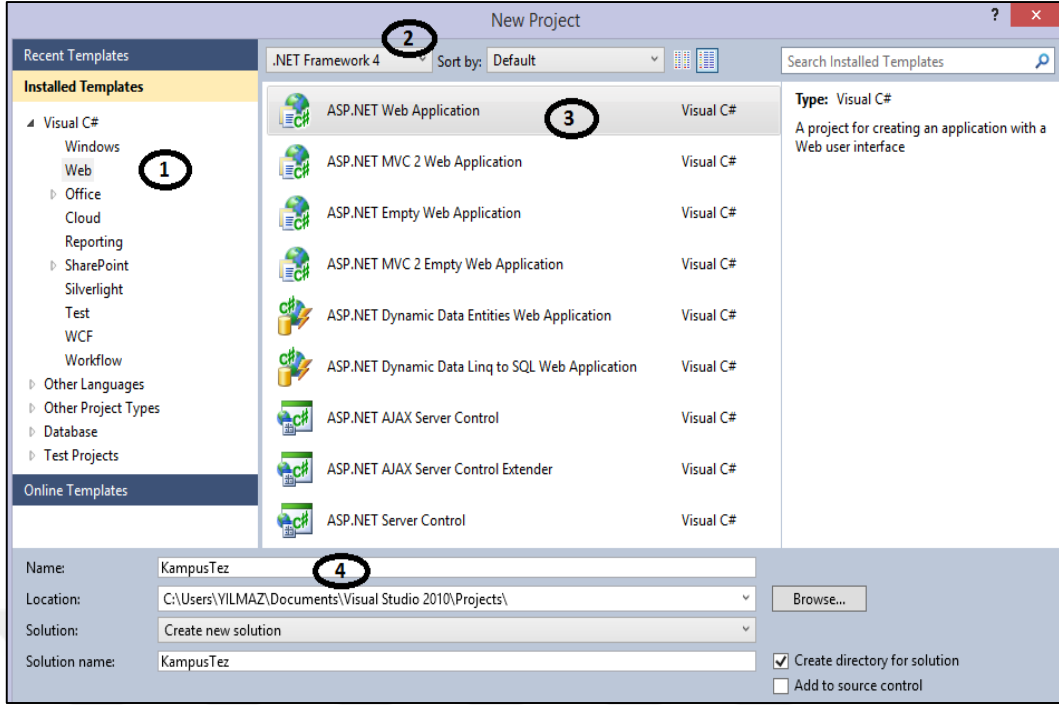 New Project
? x
Recent Templates
Installed Templates
Visual C#
Windows
Web
Office
Cloud
Reporting
SharePoint
Silverlight
Test
WCF
Workflow
Other Languages
Other Project Types
Database
Test Projects
Online Templates
1
.NET Framework 4
2
Sort by: Default
ASP.NET Web Application 3 Visual C#
ASP.NET MVC 2 Web Application Visual C#
ASP.NET Empty Web Application Visual C#
ASP.NET MVC 2 Empty Web Application Visual C#
ASP.NET Dynamic Data Entities Web Application Visual C#
ASP.NET Dynamic Data Linq to SQL Web Application Visual C#
ASP.NET AJAX Server Control Visual C#
ASP.NET AJAX Server Control Extender Visual C#
ASP.NET Server Control Visual C#
Search Installed Templates
Type: Visual C#
A project for creating an application with a
Web user interface
Name: KampusTez 4
Location: C:\Users\YILMAZ\Documents\Visual Studio 2010\Projects\ Browse...
Solution: Create new solution
Solution name: KampusTez
Create directory for solution
Add to source control